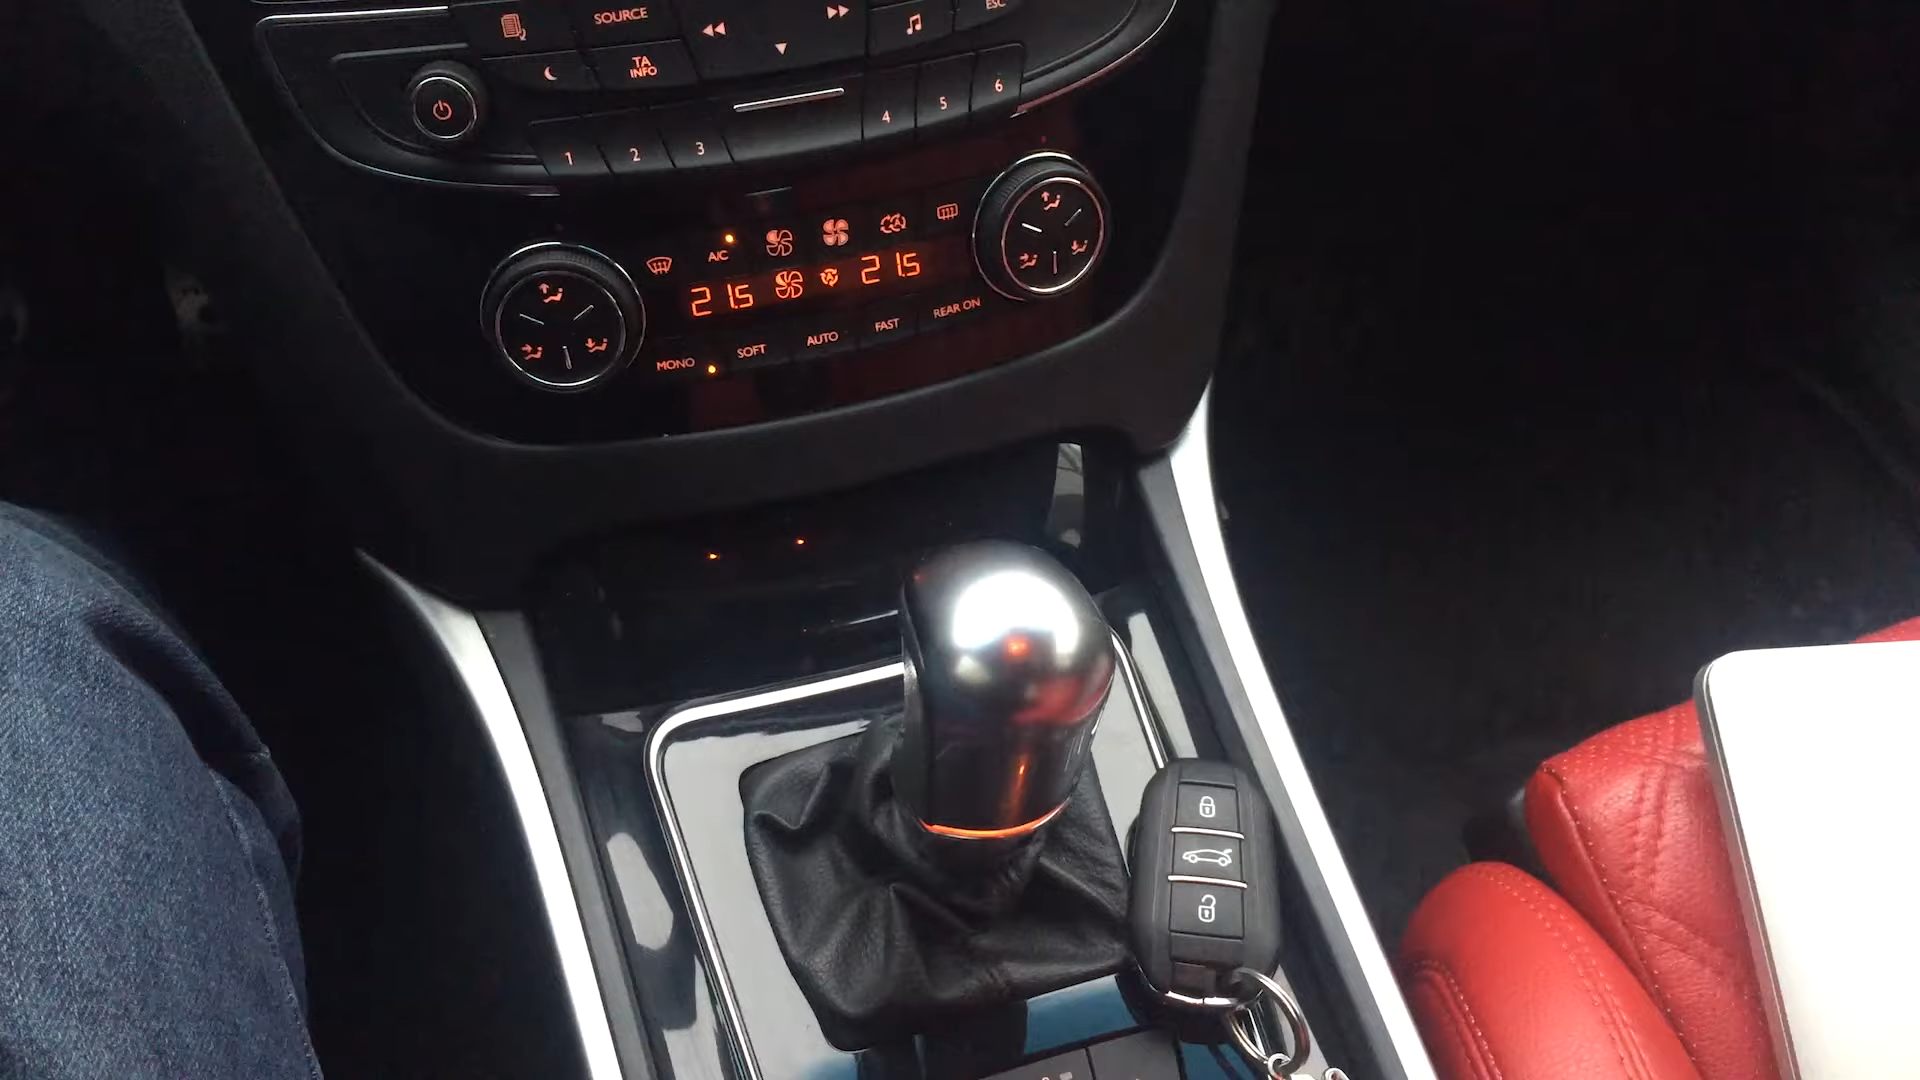 SOURCE
ESC
TA
INFO
1
2
3
4
5
6
A/C
21.5
21.5
MONO
SOFT
AUTO
FAST
REAR ON